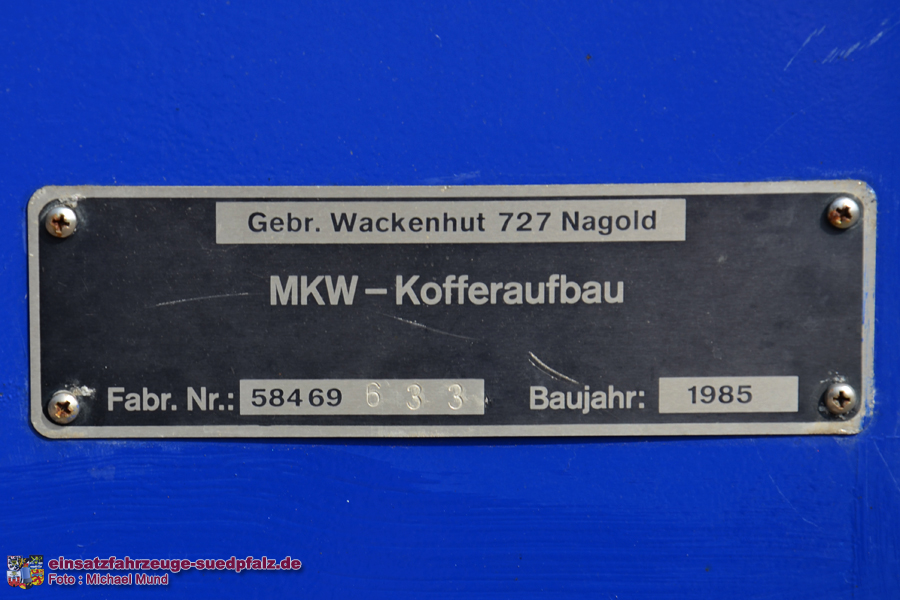 Gebr. Wackenhut 727 Nagold
MKW – Kofferaufbau
Fabr. Nr.: 58469 633 Baujahr: 1985
einsatzfahrzeuge-suedpfalz.de
Foto : Michael Mund